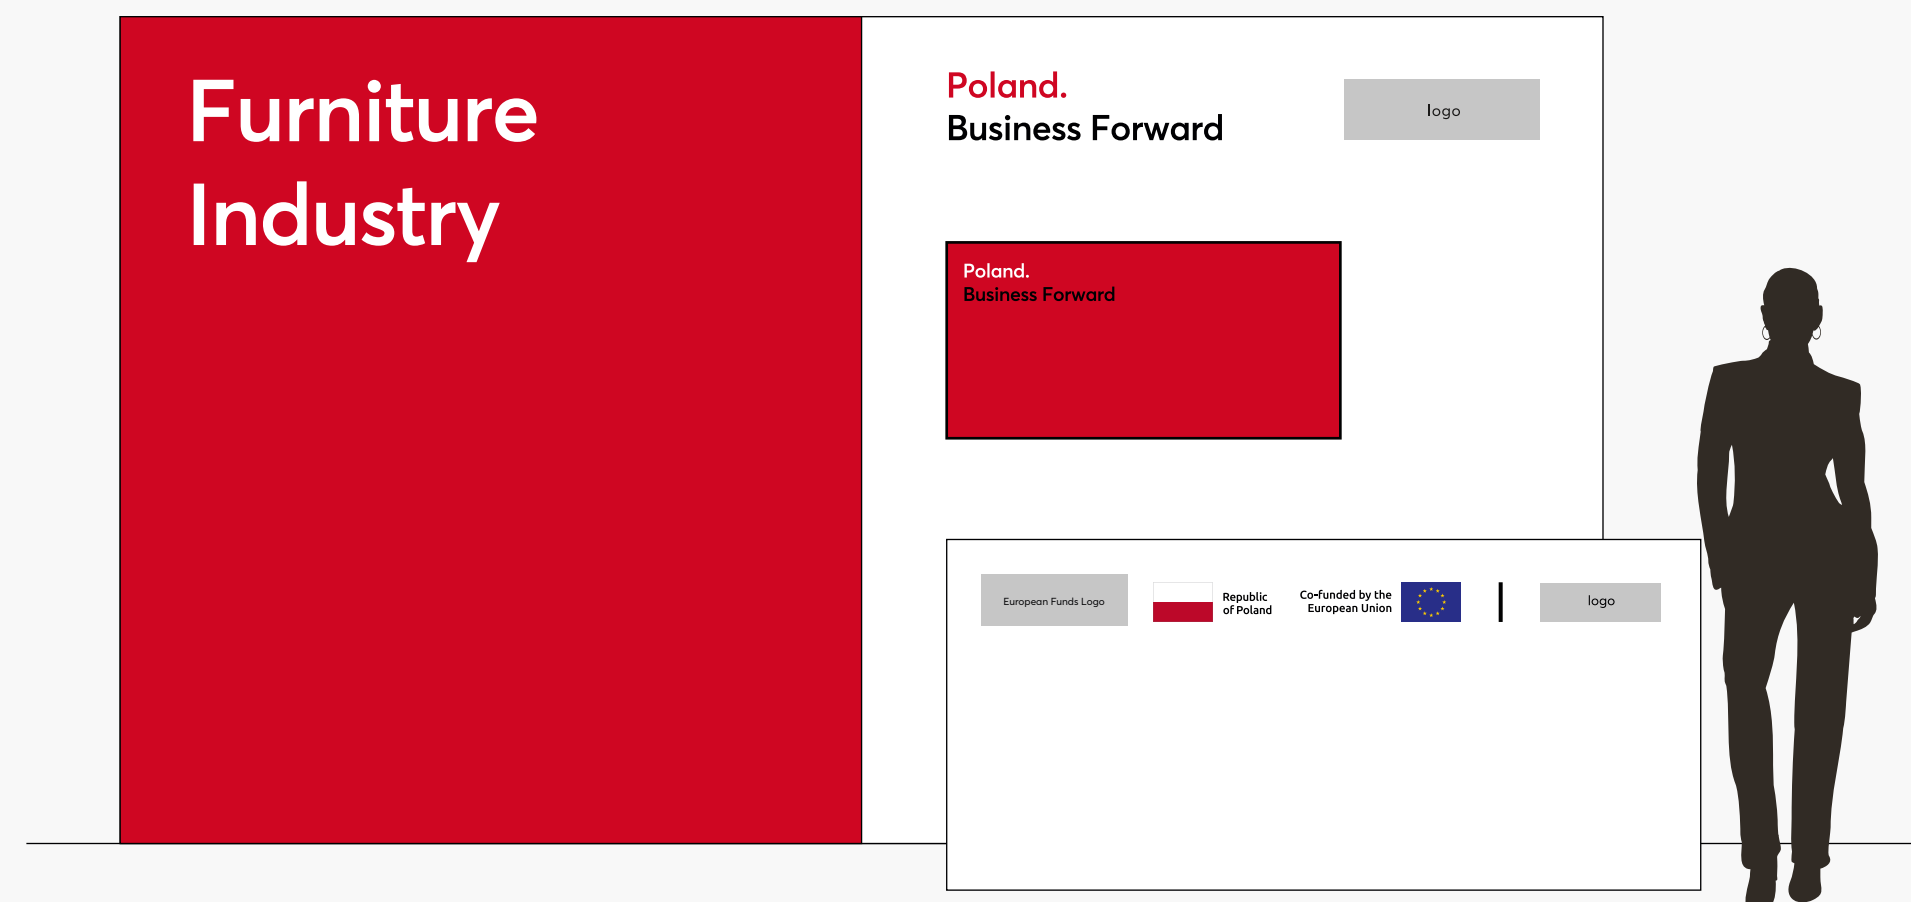 Furniture
Industry
Poland.
Business Forward
logo
Poland.
Business Forward
European Funds Logo
Republic
of Poland
Co-funded by the
European Union
logo